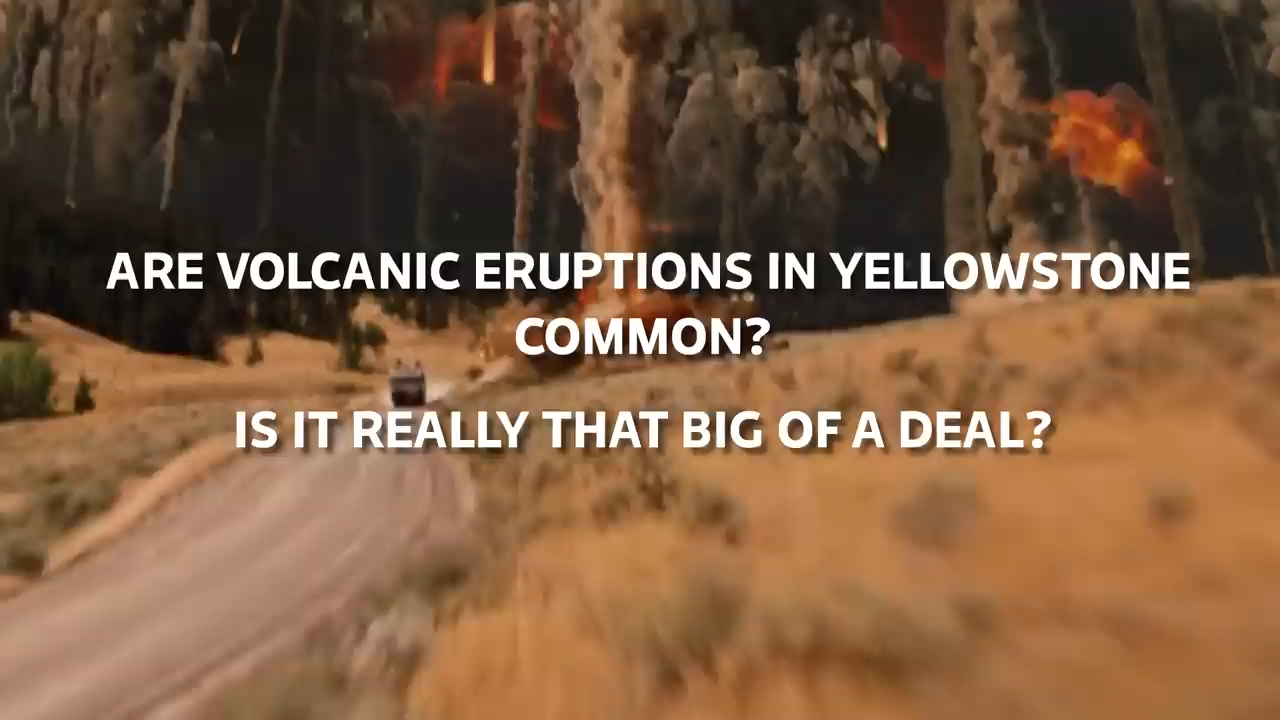 ARE VOLCANIC ERUPTIONS IN YELLOWSTONE
COMMON?
IS IT REALLY THAT BIG OF A DEAL?